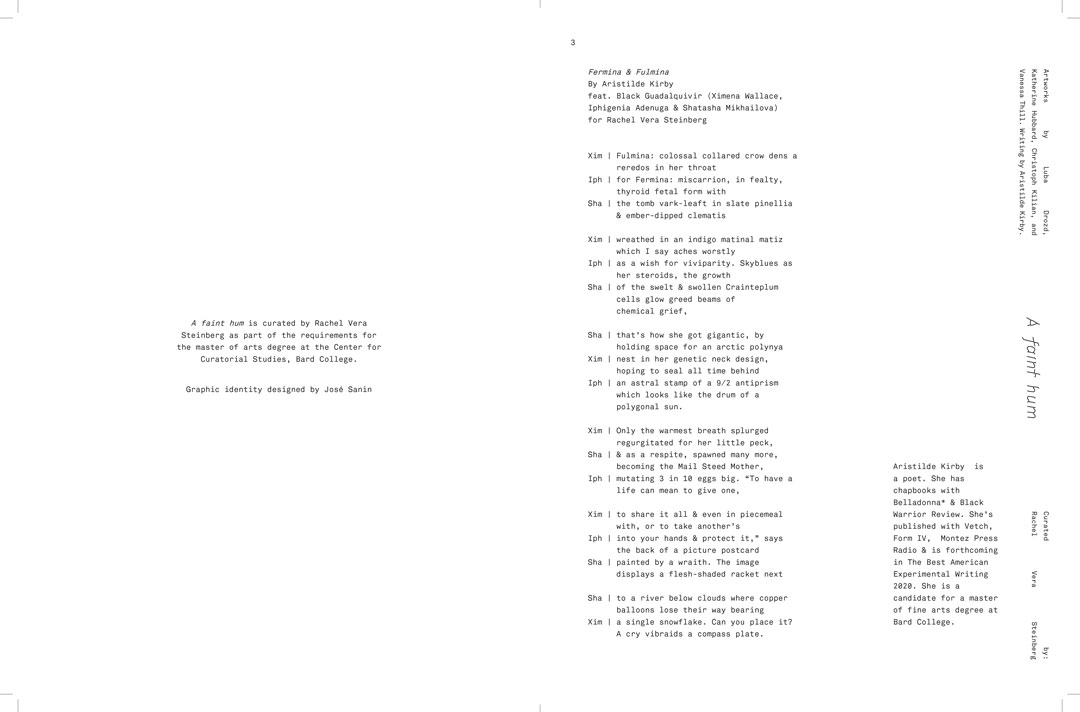 A faint hum is curated by Rachel Vera
Steinberg as part of the requirements for
the master of arts degree at the Center for
Curatorial Studies, Bard College.
Graphic identity designed by José Sanin
3
Fermina & Fulmina
By Aristilde Kirby
feat. Black Guadalquivir (Ximena Wallace,
Iphigenia Adenuga & Shatasha Mikhailova)
for Rachel Vera Steinberg
Xim | Fulmina: colossal collared crow dens a
reredos in her throat
Iph | for Fermina: miscarrion, in fealty,
thyroid fetal form with
Sha | the tomb vark-leaft in slate pinellia
& ember-dipped clematis
Xim | wreathed in an indigo matinal matiz
which I say aches worstly
Iph | as a wish for viviparity. Skyblues as
her steroids, the growth
Sha | of the swelt & swollen Crainteplum
cells glow greed beams of
chemical grief,
Sha | that's how she got gigantic, by
holding space for an arctic polynya
Xim | nest in her genetic neck design,
hoping to seal all time behind
Iph | an astral stamp of a 9/2 antiprism
which looks like the drum of a
polygonal sun.
Xim | Only the warmest breath splurged
regurgitated for her little peck,
Sha | & as a respite, spawned many more,
becoming the Mail Steed Mother,
Iph | mutating 3 in 10 eggs big. “To have a
life can mean to give one,
Xim | to share it all & even in piecemeal
with, or to take another's
Iph | into your hands & protect it,” says
the back of a picture postcard
Sha | painted by a wraith. The image
displays a flesh-shaded racket next
Sha | to a river below clouds where copper
balloons lose their way bearing
Xim | a single snowflake. Can you place it?
A cry vibraids a compass plate.
Aristilde Kirby is
a poet. She has
chapbooks with
Belladonna* & Black
Warrior Review. She's
published with Vetch,
Form IV, Montez Press
Radio & is forthcoming
in The Best American
Experimental Writing
2020. She is a
candidate for a master
of fine arts degree at
Bard College.
Artworks by Luba Drozd,
Katherine Hubbard, Christoph Kilian, and
Vanessa Thill. Writing by Aristilde Kirby.
A faint hum
Curated by:
Rachel Vera Steinberg